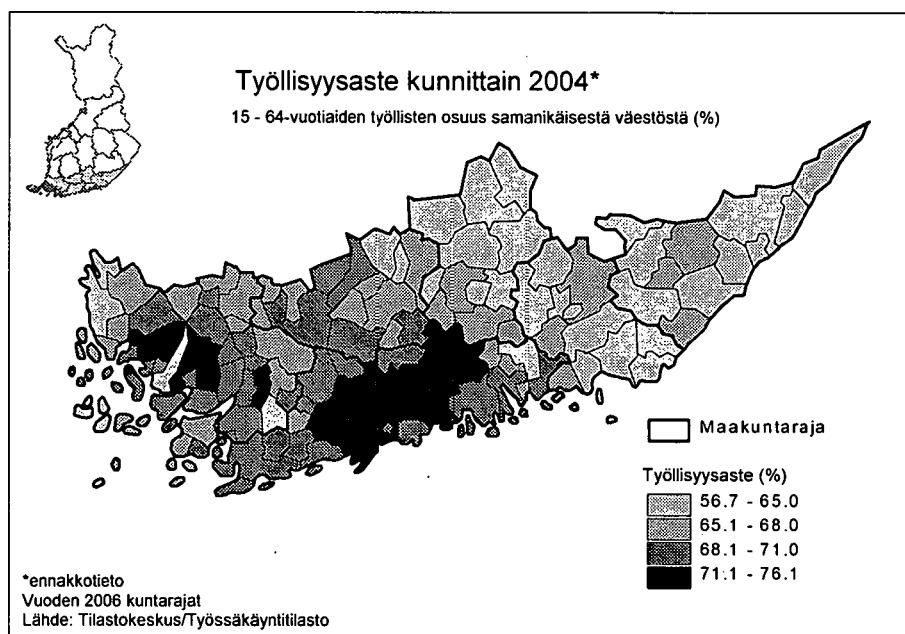 Työllisyysaste kunnittain 2004*
15 - 64-vuotiaiden työllisten osuus samanikäisestä väestöstä (%)
Maakuntaraja
Työllisyysaste (%)
56.7 - 65.0
65.1 - 68.0
68.1 - 71.0
71.1 - 76.1
*ennakkotieto
Vuoden 2006 kuntarajat
Lähde: Tilastokeskus/Työssäkäyntitilasto